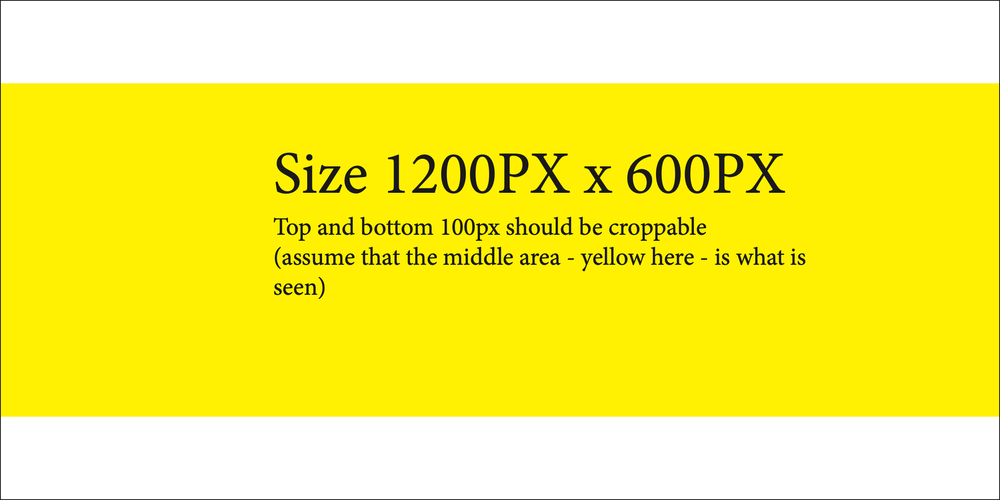 Size 1200PX x 600PX
Top and bottom 100px should be croppable
(assume that the middle area - yellow here - is what is
seen)